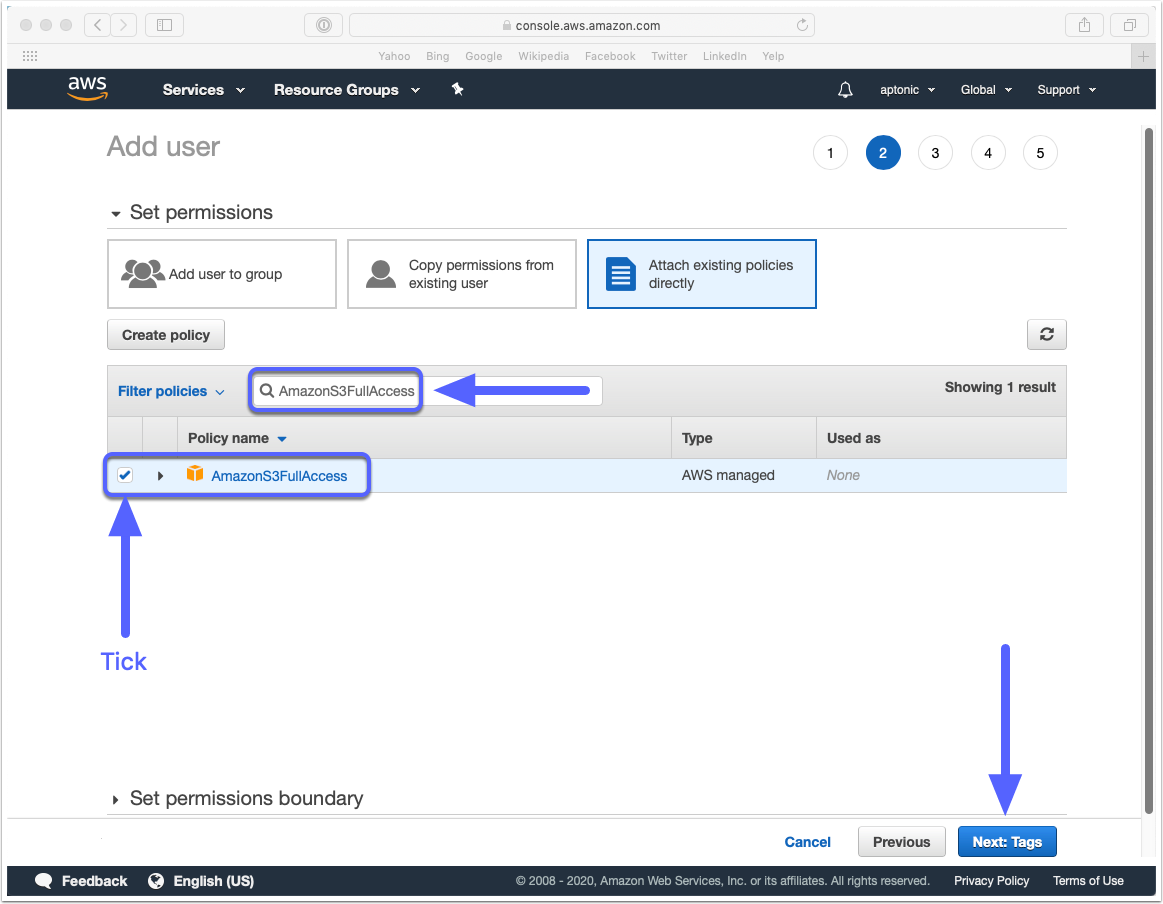 console.aws.amazon.com
Yahoo Bing Google Wikipedia Facebook Twitter LinkedIn Yelp
aws Services Resource Groups aptonic Global Support
Add user
1 2 3 4 5
Set permissions
Add user to group
Copy permissions from
existing user
Attach existing policies
directly
Create policy
Filter policies AmazonS3FullAccess Showing 1 result
Policy name Type Used as
AmazonS3FullAccess AWS managed None
Tick
Set permissions boundary
Cancel Previous Next: Tags
Feedback English (US) © 2008 - 2020, Amazon Web Services, Inc. or its affiliates. All rights reserved. Privacy Policy Terms of Use